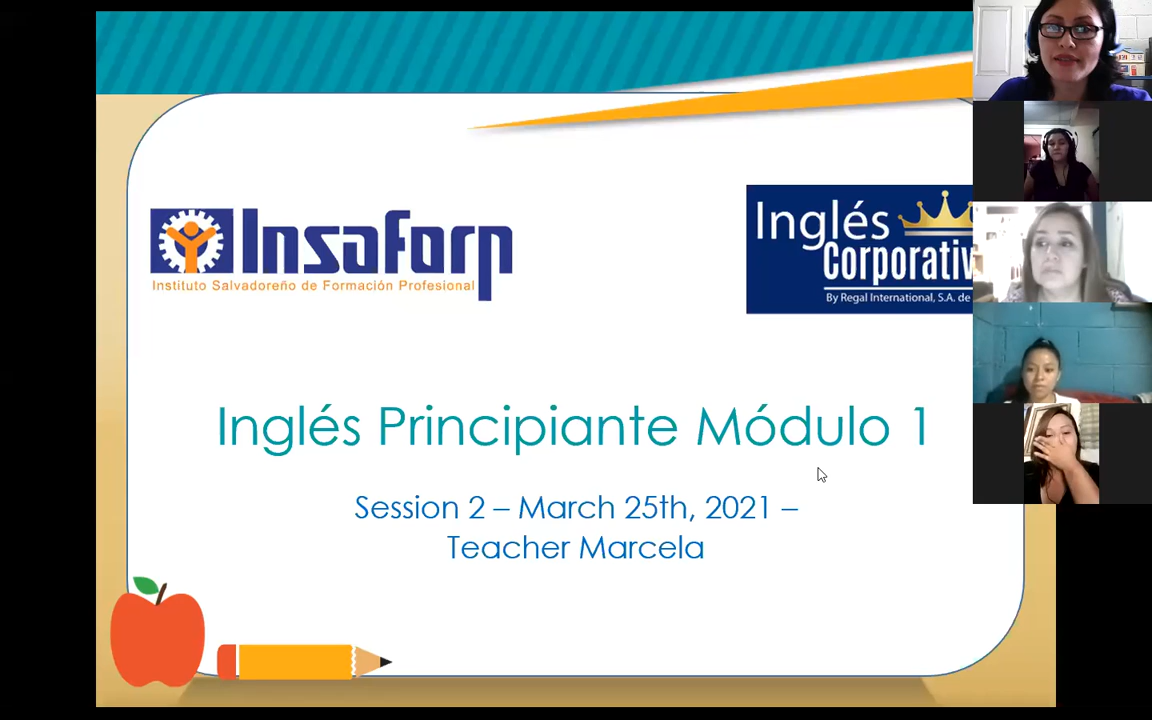 Insaforp
Instituto Salvadoreño de Formación Profesional
Inglés
Corporativ
By Regal International, S.A. de
Inglés Principiante Módulo 1
Session 2 – March 25th, 2021 –
Teacher Marcela